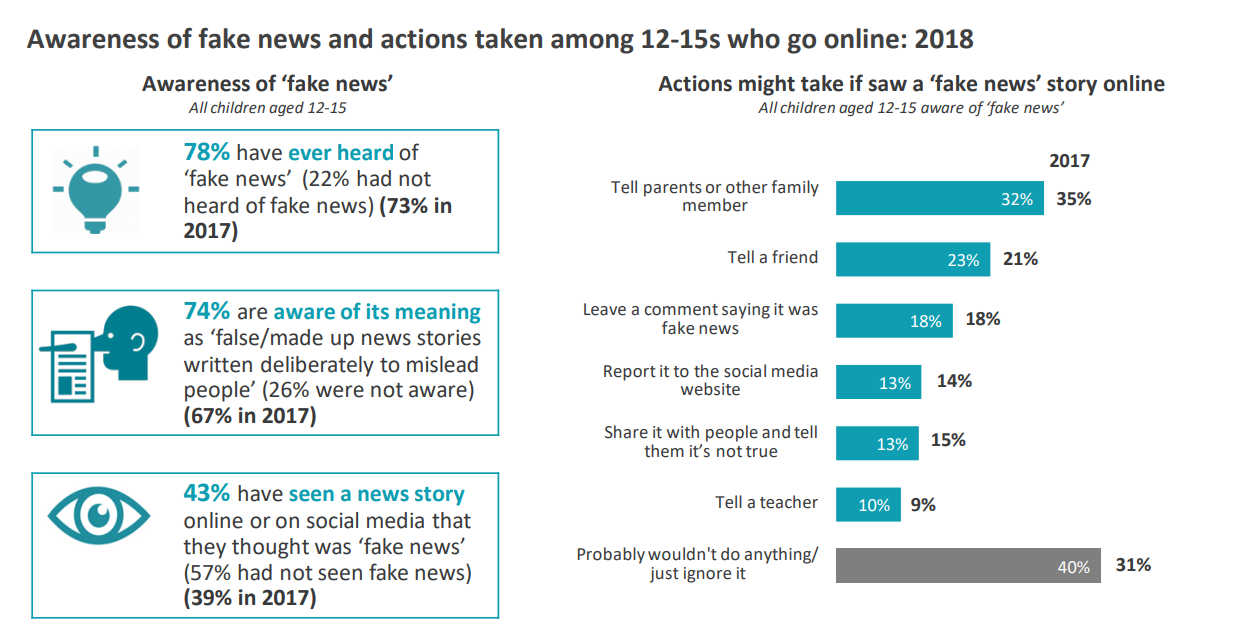 Awareness of fake news and actions taken among 12-15s who go online: 2018
Awareness of ‘fake news’
All children aged 12-15
78% have ever heard of
‘fake news’ (22% had not
heard of fake news) (73% in
2017)
74% are aware of its meaning
as ‘false/made up news stories
written deliberately to mislead
people’ (26% were not aware)
(67% in 2017)
43% have seen a news story
online or on social media that
they thought was ‘fake news’
(57% had not seen fake news)
(39% in 2017)
Actions might take if saw a ‘fake news’ story online
All children aged 12-15 aware of ‘fake news’
2017
Tell parents or other family
member
32% 35%
Tell a friend
23% 21%
Leave a comment saying it was
fake news
18% 18%
Report it to the social media
website
13% 14%
Share it with people and tell
them it’s not true
13% 15%
Tell a teacher
10% 9%
Probably wouldn't do anything/
just ignore it
40% 31%